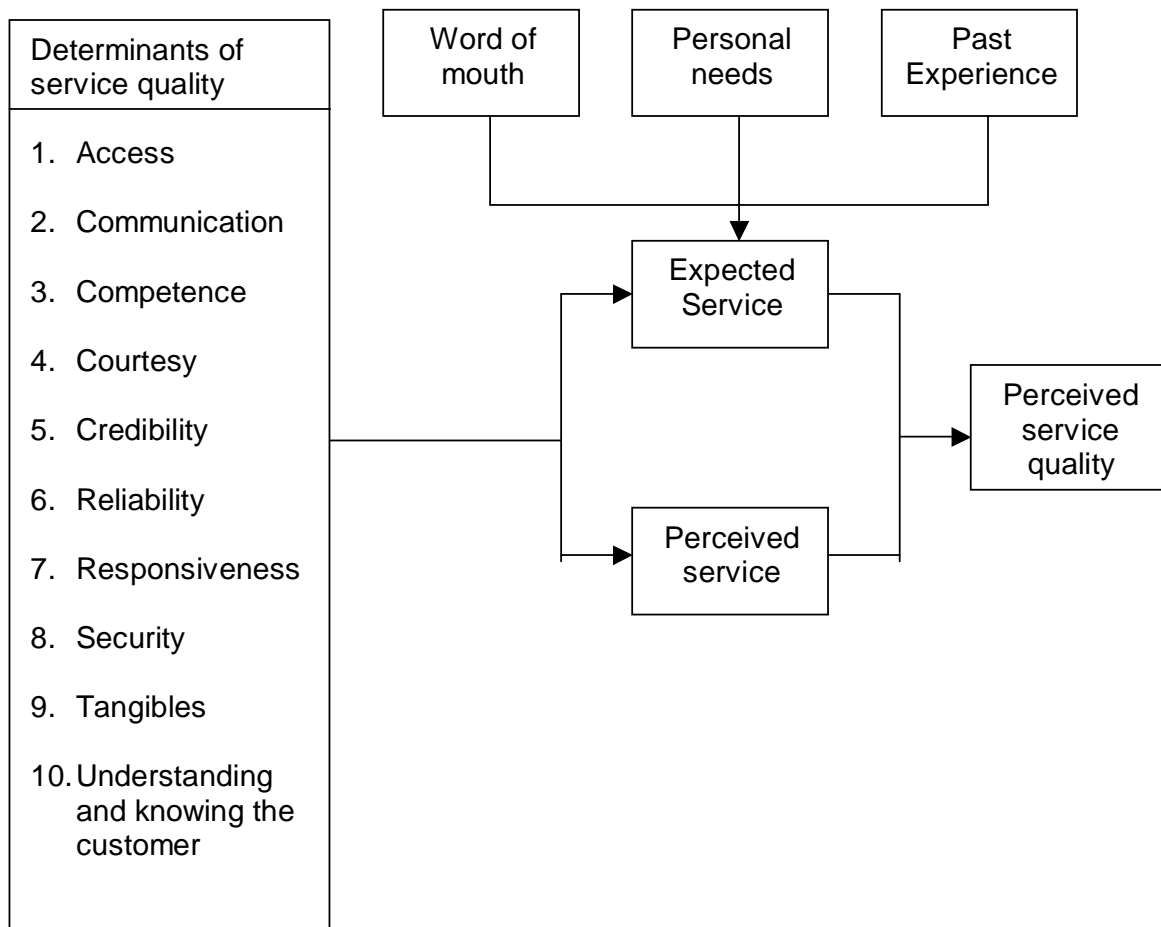 Determinants of
service quality
1. Access
2. Communication
3. Competence
4. Courtesy
5. Credibility
6. Reliability
7. Responsiveness
8. Security
9. Tangibles
10. Understanding
and knowing the
customer
Word of
mouth
Personal
needs
Past
Experience
Expected
Service
Perceived
service
Perceived
service
quality